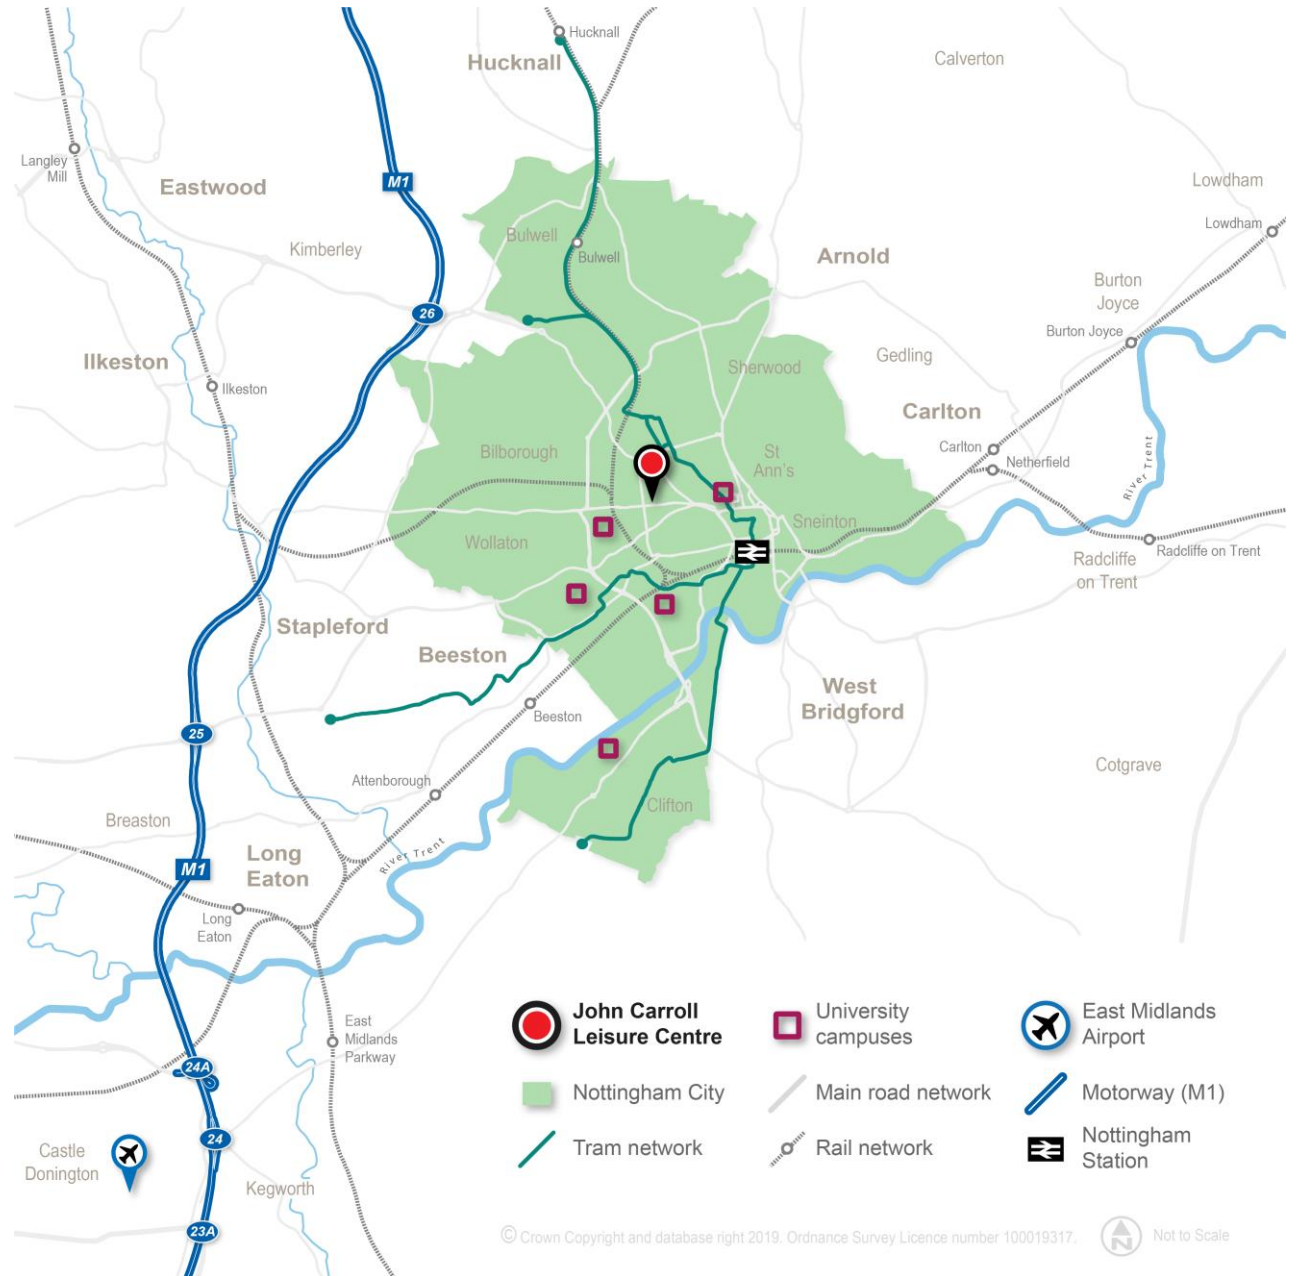 Hucknall
Hucknall
Calverton
Langley
Mill
Eastwood
M1
Lowdham
Lowdham
Kimberley
Bulwell
Bulwell
Arnold
Burton
Joyce
26
Burton Joyce
Ilkeston
Ilkeston
Sherwood
Gedling
Carlton
Carlton
Netherfield
Bilborough
St
Ann's
River Trent
Sneinton
Wollaton
Radcliffe on Trent
Radcliffe
on Trent
Stapleford
Beeston
Beeston
West
Bridgford
25
Attenborough
Cotgrave
Clifton
Breaston
River Trent
M1
Long
Eaton
Long
Eaton
East
Midlands
Parkway
24A
24
Castle
Donington
Kegworth
23A
John Carroll
Leisure Centre
University
campuses
East Midlands
Airport
Nottingham City
Main road network
Motorway (M1)
Tram network
Rail network
Nottingham
Station
© Crown Copyright and database right 2019. Ordnance Survey Licence number 100019317.
N
Not to Scale